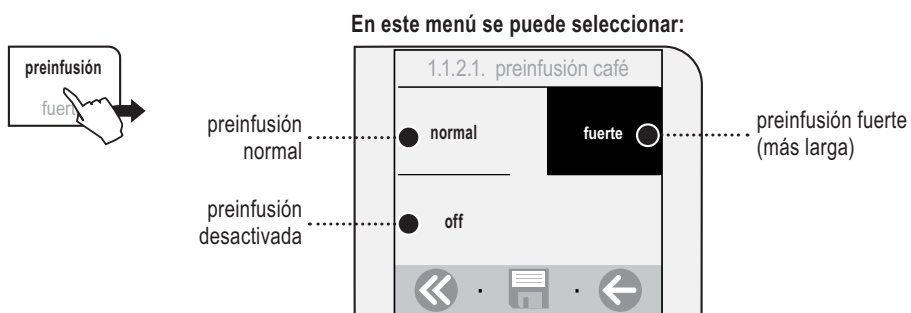 En este menú se puede seleccionar:
preinfusión
fuerte
1.1.2.1. preinfusión café
preinfusión
normal
normal
fuerte
preinfusión fuerte
(más larga)
preinfusión
desactivada
off